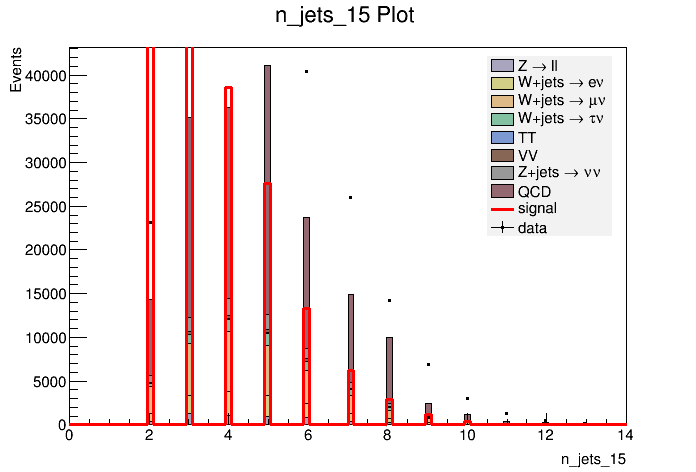 n_jets_15 Plot
Events
40000
35000
30000
25000
20000
15000
10000
5000
0
0 2 4 6 8 10 12 14
n_jets_15
Z → ll
W+jets → eν
W+jets → μν
W+jets → τν
TT
VV
Z+jets → νν
QCD
signal
data